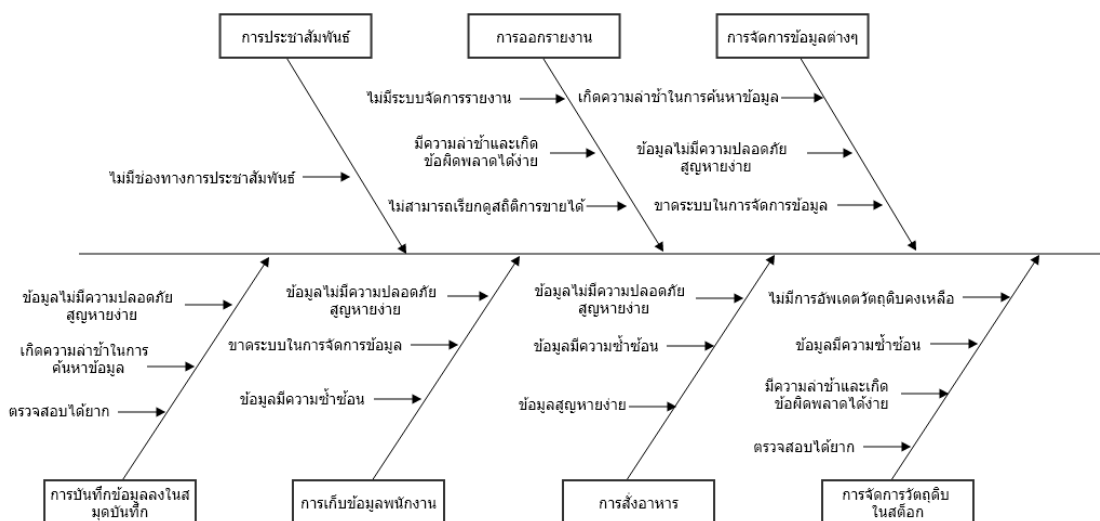 การประชาสัมพันธ์
การออกรายงาน
การจัดการข้อมูลต่างๆ
ไม่มีช่องทางการประชาสัมพันธ์
ไม่มีระบบจัดการรายงาน
มีความล่าช้าและเกิด
ข้อผิดพลาดได้ง่าย
ไม่สามารถเรียกดูสถิติการขายได้
เกิดความล่าช้าในการค้นหาข้อมูล
ข้อมูลไม่มีความปลอดภัย
สูญหายง่าย
ขาดระบบในการจัดการข้อมูล
ข้อมูลไม่มีความปลอดภัย
สูญหายง่าย
เกิดความล่าช้าในการ
ค้นหาข้อมูล
ตรวจสอบได้ยาก
ข้อมูลไม่มีความปลอดภัย
สูญหายง่าย
ขาดระบบในการจัดการข้อมูล
ข้อมูลมีความซ้ำซ้อน
ข้อมูลไม่มีความปลอดภัย
สูญหายง่าย
ข้อมูลมีความซ้ำซ้อน
ข้อมูลสูญหายง่าย
ไม่มีการอัพเดตวัตถุดิบคงเหลือ
ข้อมูลมีความซ้ำซ้อน
มีความล่าช้าและเกิด
ข้อผิดพลาดได้ง่าย
ตรวจสอบได้ยาก
การบันทึกข้อมูลลงในส
มุดบันทึก
การเก็บข้อมูลพนักงาน
การสั่งอาหาร
การจัดการวัตถุดิบ
ในสต็อก